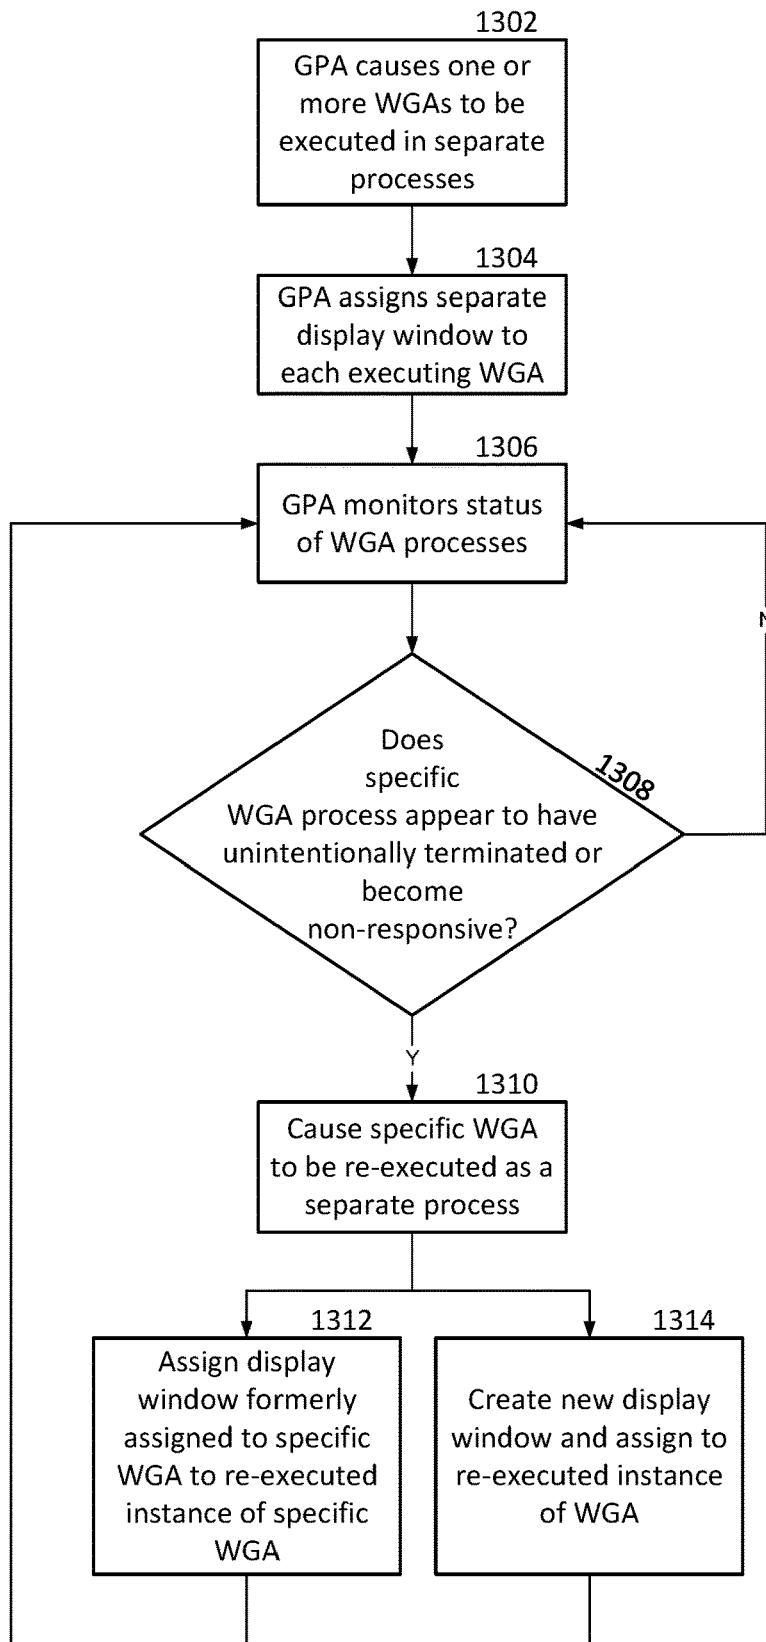 1302
GPA causes one or
more WGAs to be
executed in separate
processes
1304
GPA assigns separate
display window to
each executing WGA
1306
GPA monitors status
of WGA processes
N
Does
specific
WGA process appear to have
unintentionally terminated or
become
non-responsive?
1308
Y
1310
Cause specific WGA
to be re-executed as a
separate process
1312
Assign display
window formerly
assigned to specific
WGA to re-executed
instance of specific
WGA
1314
Create new display
window and assign to
re-executed instance
of WGA